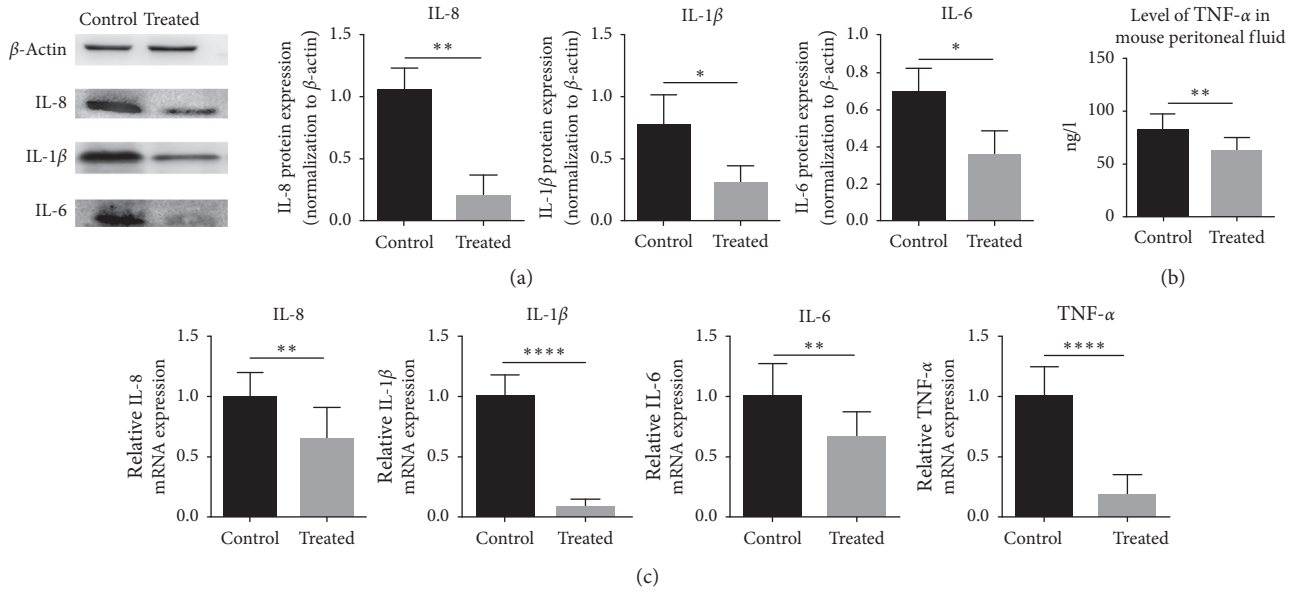 Control Treated
β-Actin
IL-8
IL-1β
IL-6
IL-8
IL-8 protein expression
(normalization to β-actin)
1.5
1.0
0.5
0.0
**
Control Treated
IL-1β
IL-1β protein expression
(normalization to β-actin)
1.5
1.0
0.5
0.0
*
Control Treated
IL-6
IL-6 protein expression
(normalization to β-actin)
1.0
0.8
0.6
0.4
0.2
0.0
*
Control Treated
(a)
Level of TNF-α in
mouse peritoneal fluid
ng/l
150
100
50
0
**
Control Treated
(b)
IL-8
Relative IL-8
mRNA expression
1.5
1.0
0.5
0.0
**
Control Treated
IL-1β
Relative IL-1β
mRNA expression
1.5
1.0
0.5
0.0
****
Control Treated
IL-6
Relative IL-6
mRNA expression
1.5
1.0
0.5
0.0
**
Control Treated
TNF-α
Relative TNF-α
mRNA expression
1.5
1.0
0.5
0.0
****
Control Treated
(c)